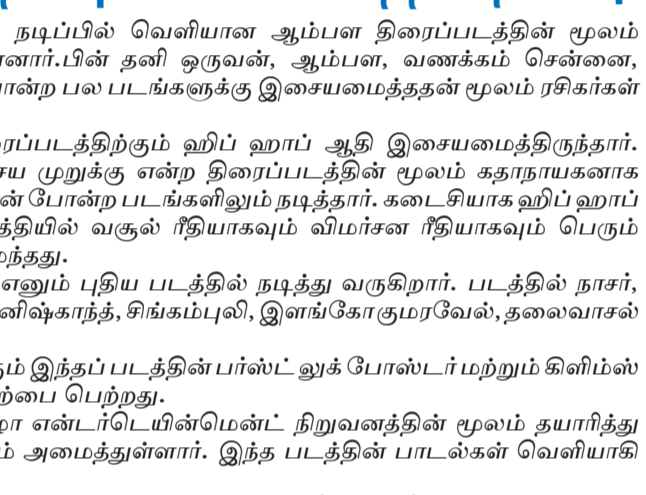 நடிப்பில் வெளியான ஆம்பள திரைப்படத்தின் மூலம்
னார்.பின் தனி ஒருவன், ஆம்பள, வணக்கம் சென்னை,
ான்ற பல படங்களுக்கு இசையமைத்ததன் மூலம் ரசிகர்கள்
ரைப்படத்திற்கும் ஹிப் ஹாப் ஆதி இசையமைத்திருந்தார்.
சைய முறுக்கு என்ற திரைப்படத்தின் மூலம் கதாநாயகனாக
ன் போன்ற படங்களிலும் நடித்தார். கடைசியாக ஹிப் ஹாப்
த்தியில் வசூல் ரீதியாகவும் விமர்சன ரீதியாகவும் பெரும்
ந்தது.
எனும் புதிய படத்தில் நடித்து வருகிறார். படத்தில் நாசர்,
னிஷ்காந்த், சிங்கம்புலி, இளங்கோகுமரவேல், தலைவாசல்
ம் இந்தப் படத்தின் பர்ஸ்ட் லுக் போஸ்டர் மற்றும் கிளிம்ஸ்
ற்பை பெற்றது.
ழா என்டர்டெயின்மென்ட் நிறுவனத்தின் மூலம் தயாரித்து
ம் அமைத்துள்ளார். இந்த படத்தின் பாடல்கள் வெளியாகி